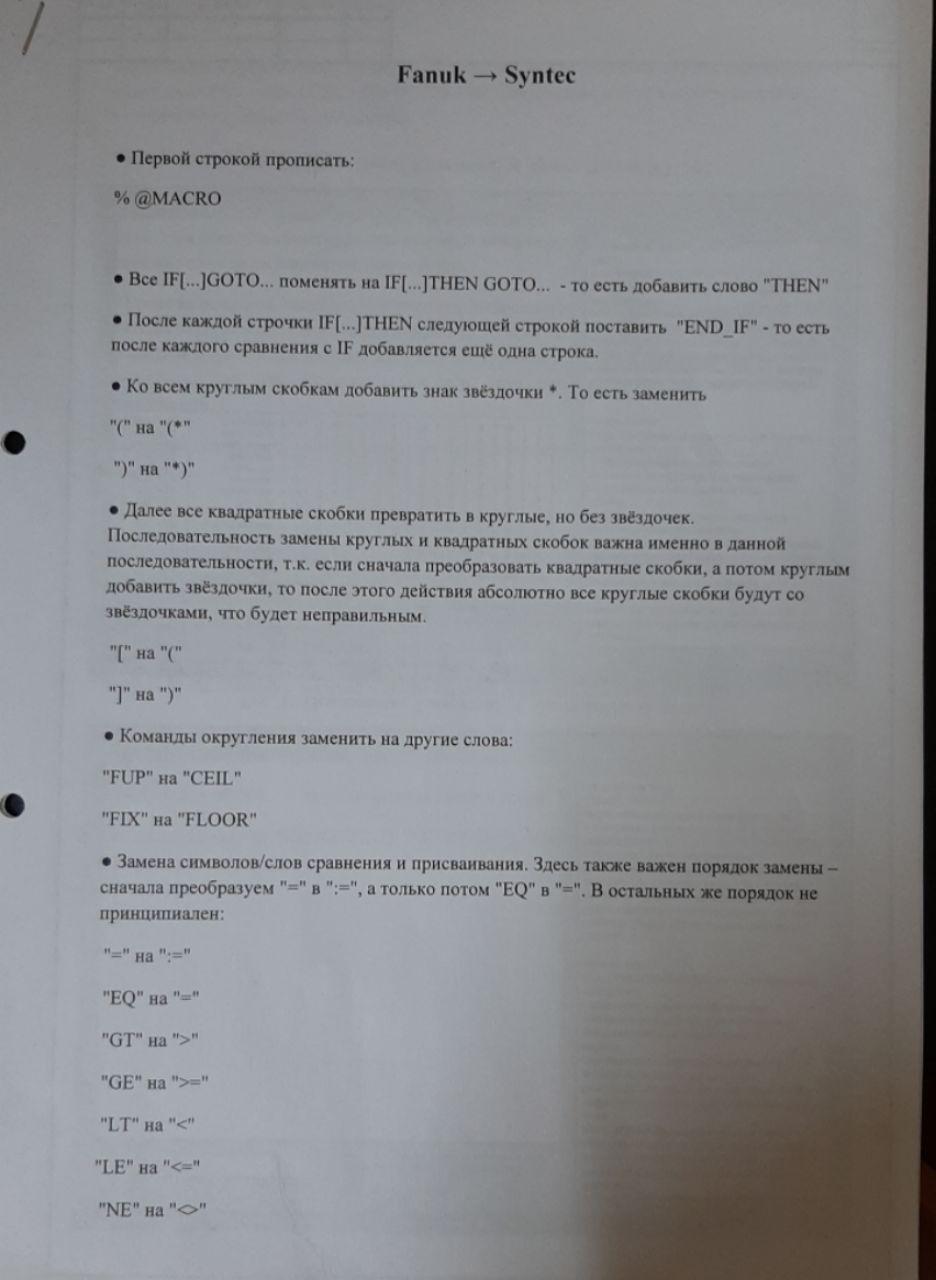 Fanuk → Syntec
● Первой строкой прописать:
% @MACRO
● Все IF[...]GOTO... поменять на IF[...]THEN GOTO... - то есть добавить слово "THEN"
● После каждой строчки IF[...]THEN следующей строкой поставить "END_IF" - то есть
после каждого сравнения с IF добавляется ещё одна строка.
● Ко всем круглым скобкам добавить знак звёздочки *. То есть заменить
"(" на "(*"
")" на "*)"
● Далее все квадратные скобки превратить в круглые, но без звёздочек.
Последовательность замены круглых и квадратных скобок важна именно в данной
последовательности, т.к. если сначала преобразовать квадратные скобки, а потом круглым
добавить звёздочки, то после этого действия абсолютно все круглые скобки будут со
звёздочками, что будет неправильным.
"[" на "("
"]" на ")"
● Команды округления заменить на другие слова:
"FUP" на "CEIL"
"FIX" на "FLOOR"
● Замена символов/слов сравнения и присваивания. Здесь также важен порядок замены –
сначала преобразуем "=" в ":=", а только потом "EQ" в "=". В остальных же порядок не
принципиален:
"=" на ":="
"EQ" на "="
"GT" на ">"
"GE" на ">="
"LT" на "<"
"LE" на "<="
"NE" на "<>"